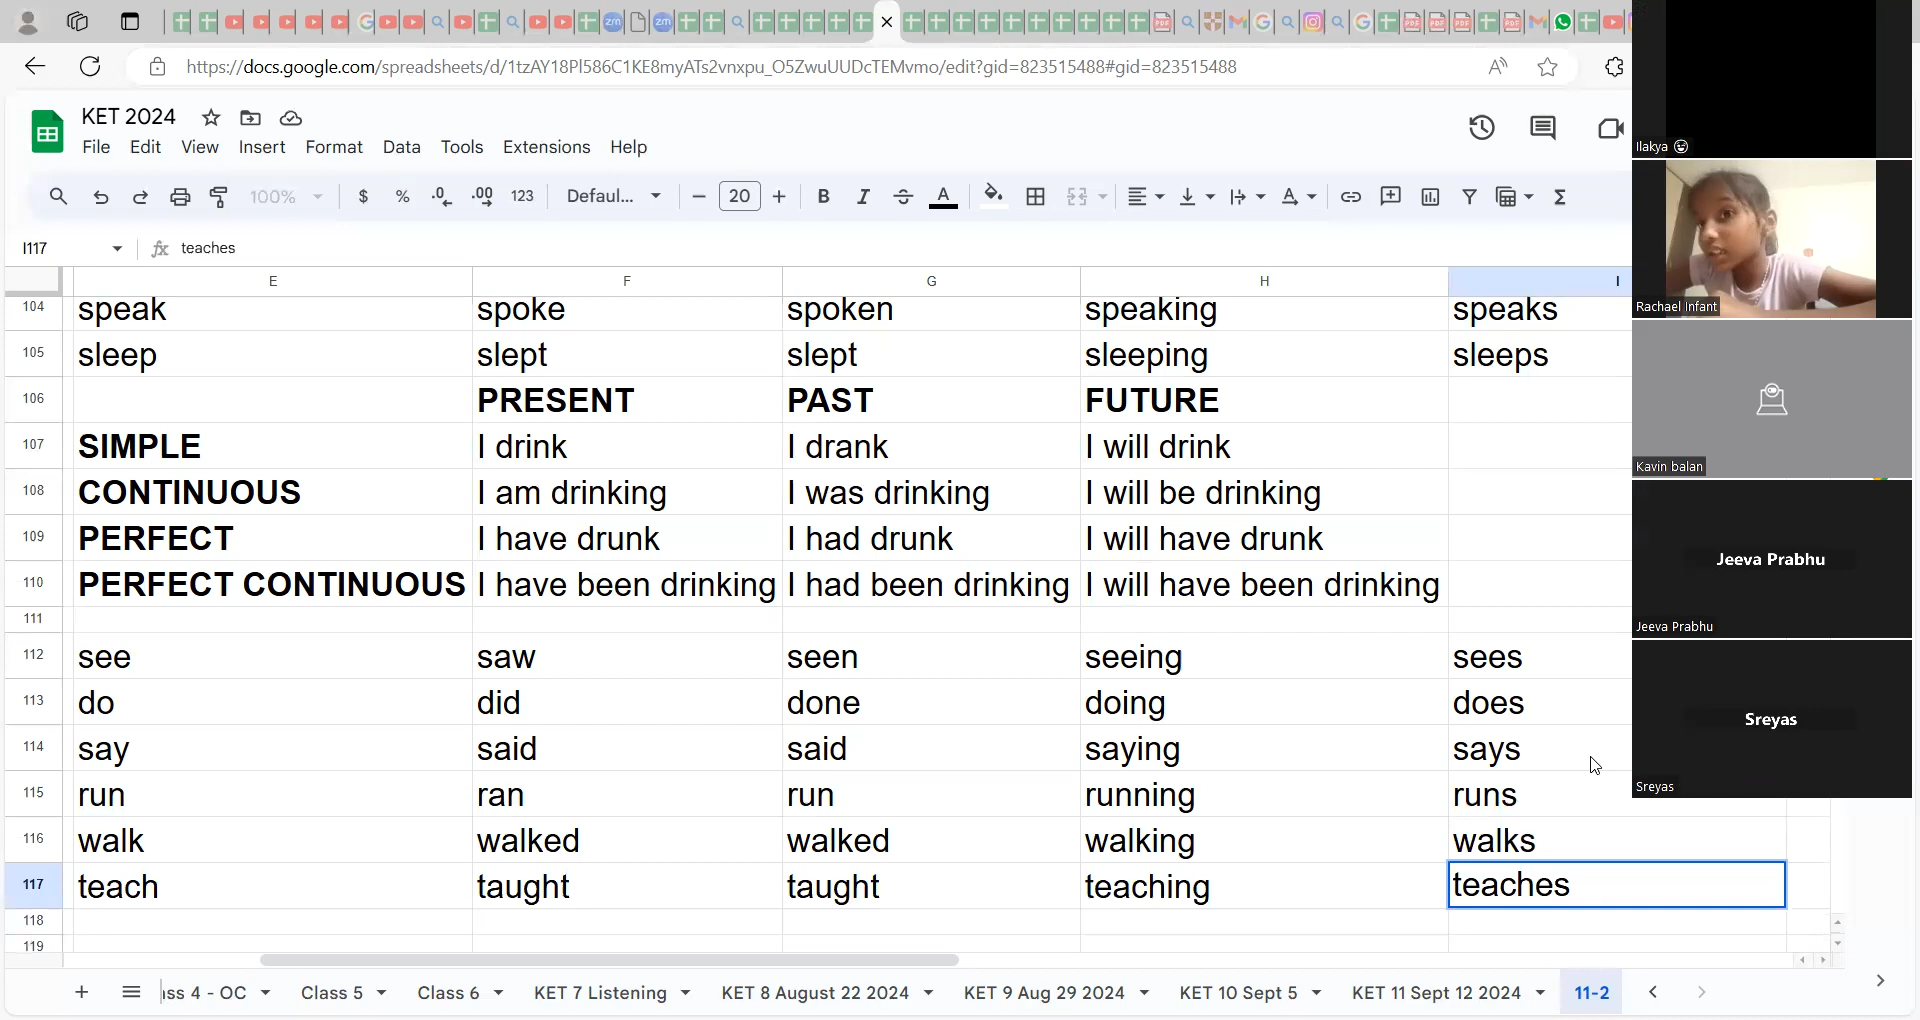 https://docs.google.com/spreadsheets/d/1tzAY18Pl586C1KE8myATs2vnxpu_O5ZwuUUDcTEMvmo/edit?gid=823515488#gid=823515488
KET 2024
File Edit View Insert Format Data Tools Extensions Help
100% $ % .0 .00 123 Defaul... 20 B I A
I117 fx teaches
E F G H I
104 speak spoke spoken speaking speaks
105 sleep slept slept sleeping sleeps
106 PRESENT PAST FUTURE
107 SIMPLE I drink I drank I will drink
108 CONTINUOUS I am drinking I was drinking I will be drinking
109 PERFECT I have drunk I had drunk I will have drunk
110 PERFECT CONTINUOUS I have been drinking I had been drinking I will have been drinking
111
112 see saw seen seeing sees
113 do did done doing does
114 say said said saying says
115 run ran run running runs
116 walk walked walked walking walks
117 teach taught taught teaching teaches
118
119
ass 4 - OC Class 5 Class 6 KET 7 Listening KET 8 August 22 2024 KET 9 Aug 29 2024 KET 10 Sept 5 KET 11 Sept 12 2024 11-2
Ilakya
Rachael Infant
Kavin balan
Jeeva Prabhu
Jeeva Prabhu
Sreyas
Sreyas